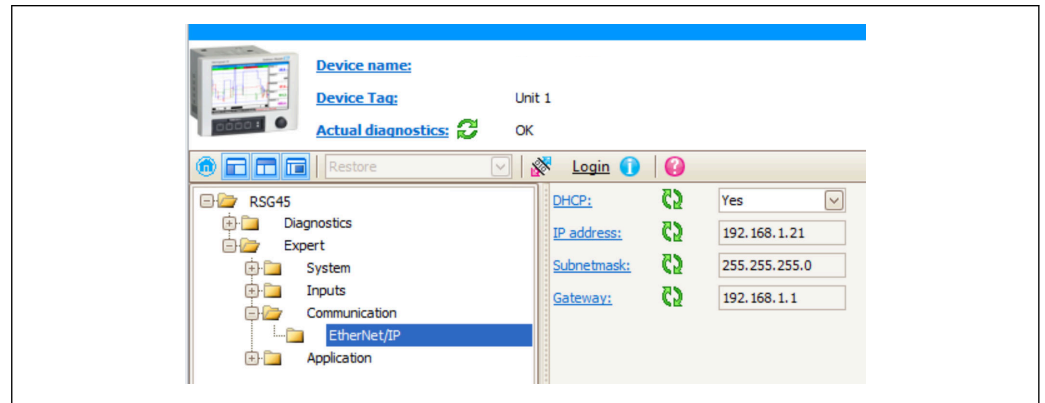 Device name:
Device Tag: Unit 1
Actual diagnostics: OK
Restore Login
RSG45
Diagnostics
Expert
System
Inputs
Communication
EtherNet/IP
Application
DHCP: Yes
IP address: 192.168.1.21
Subnetmask: 255.255.255.0
Gateway: 192.168.1.1